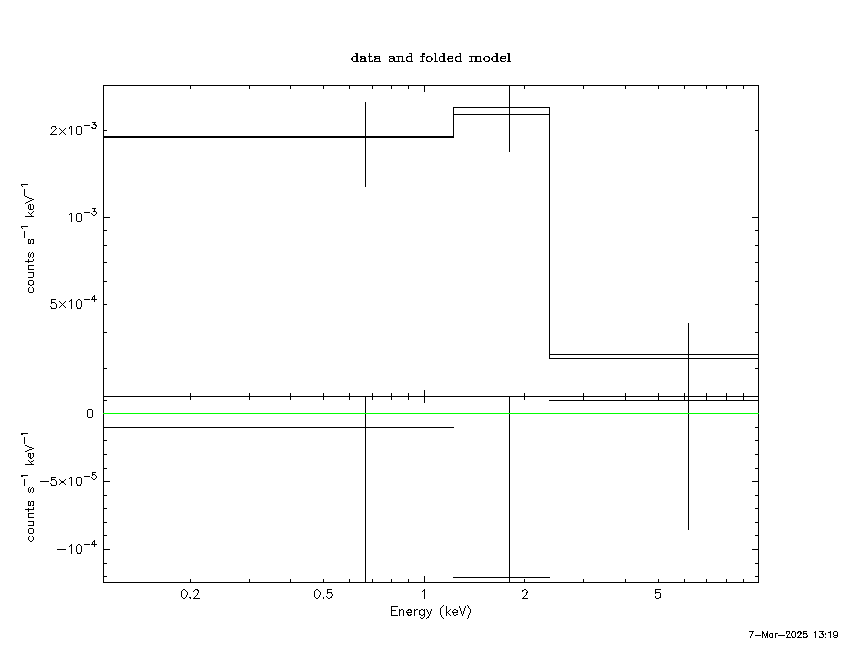 data and folded model
2×10⁻³
10⁻³
5×10⁻⁴
counts s⁻¹ keV⁻¹
0
−5×10⁻⁵
−10⁻⁴
counts s⁻¹ keV⁻¹
0.2 0.5 1 2 5
Energy (keV)
7-Mar-2025 13:19